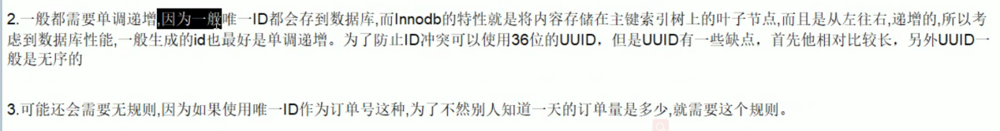 2.一般都需要单调递增,因为一般唯一ID都会存到数据库,而Innodb的特性就是将内容存储在主键索引树上的叶子节点,而且是从左往右,递增的,所以考
虑到数据库性能,一般生成的id也最好是单调递增。为了防止ID冲突可以使用36位的UUID，但是UUID有一些缺点，首先他相对比较长，另外UUID一
般是无序的
3.可能还会需要无规则,因为如果使用唯一ID作为订单号这种,为了不然别人知道一天的订单量是多少,就需要这个规则。